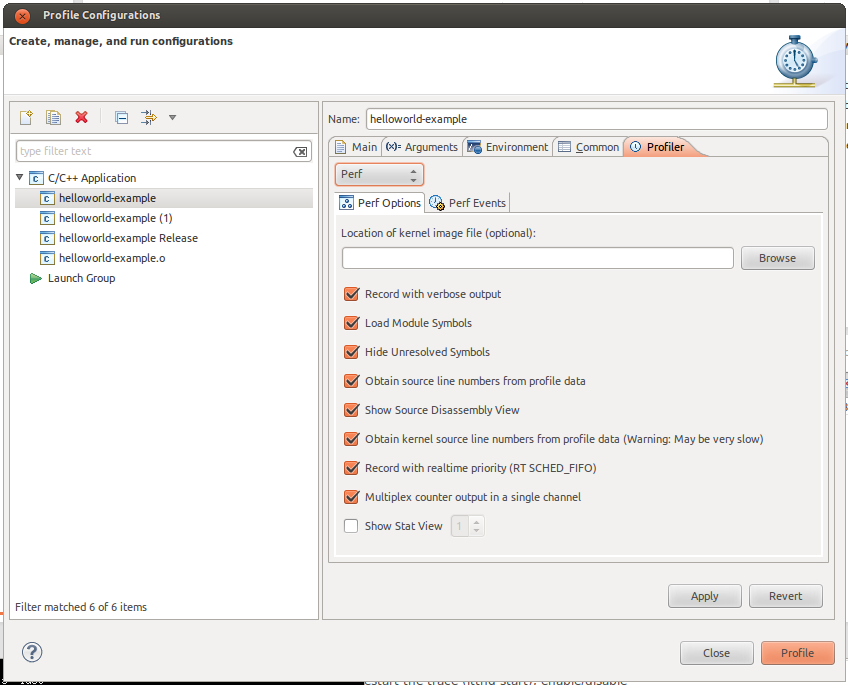 Profile Configurations
Create, manage, and run configurations
type filter text
C/C++ Application
helloworld-example
helloworld-example (1)
helloworld-example Release
helloworld-example.o
Launch Group
Filter matched 6 of 6 items
Name: helloworld-example
Main (x)= Arguments Environment Common Profiler
Perf
Perf Options Perf Events
Location of kernel image file (optional):
Browse
Record with verbose output
Load Module Symbols
Hide Unresolved Symbols
Obtain source line numbers from profile data
Show Source Disassembly View
Obtain kernel source line numbers from profile data (Warning: May be very slow)
Record with realtime priority (RT SCHED_FIFO)
Multiplex counter output in a single channel
Show Stat View 1
Apply Revert
? Close Profile